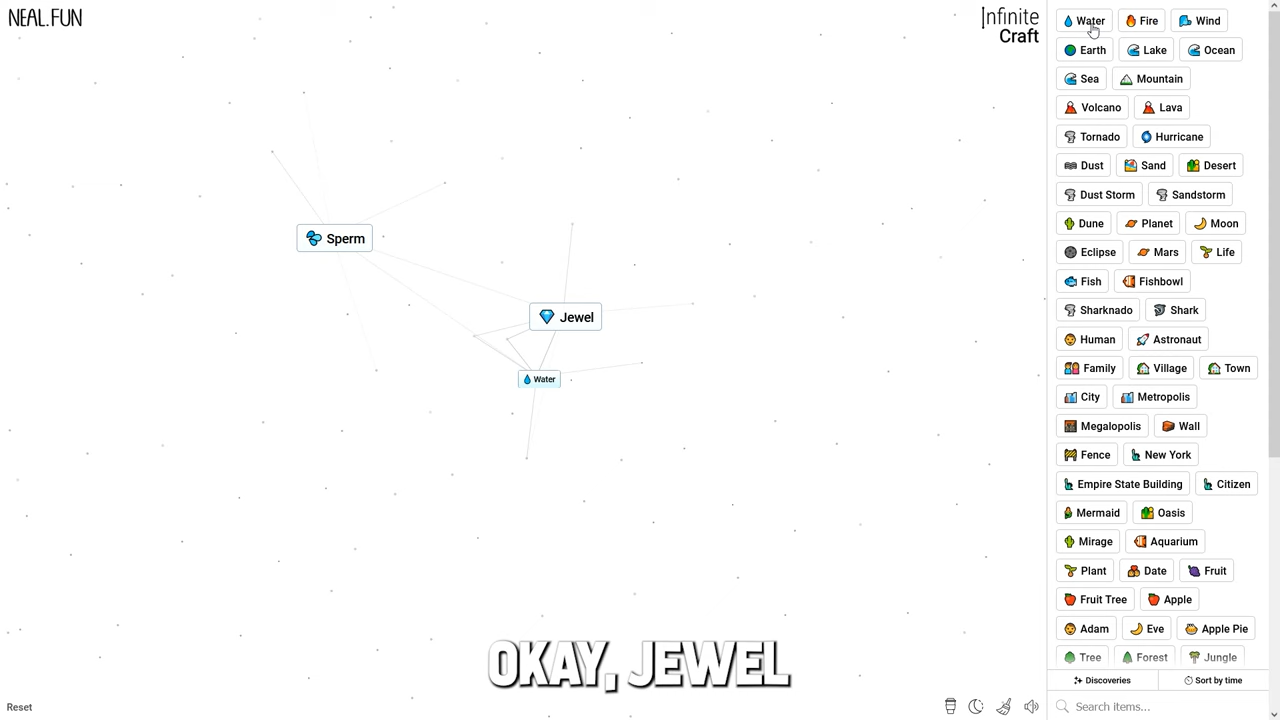 NEAL.FUN
Infinite
Craft
Sperm
Jewel
Water
OKAY, JEWEL
Reset
Water Fire Wind
Earth Lake Ocean
Sea Mountain
Volcano Lava
Tornado Hurricane
Dust Sand Desert
Dust Storm Sandstorm
Dune Planet Moon
Eclipse Mars Life
Fish Fishbowl
Sharknado Shark
Human Astronaut
Family Village Town
City Metropolis
Megalopolis Wall
Fence New York
Empire State Building Citizen
Mermaid Oasis
Mirage Aquarium
Plant Date Fruit
Fruit Tree Apple
Adam Eve Apple Pie
Tree Forest Jungle
Discoveries Sort by time
Search items...